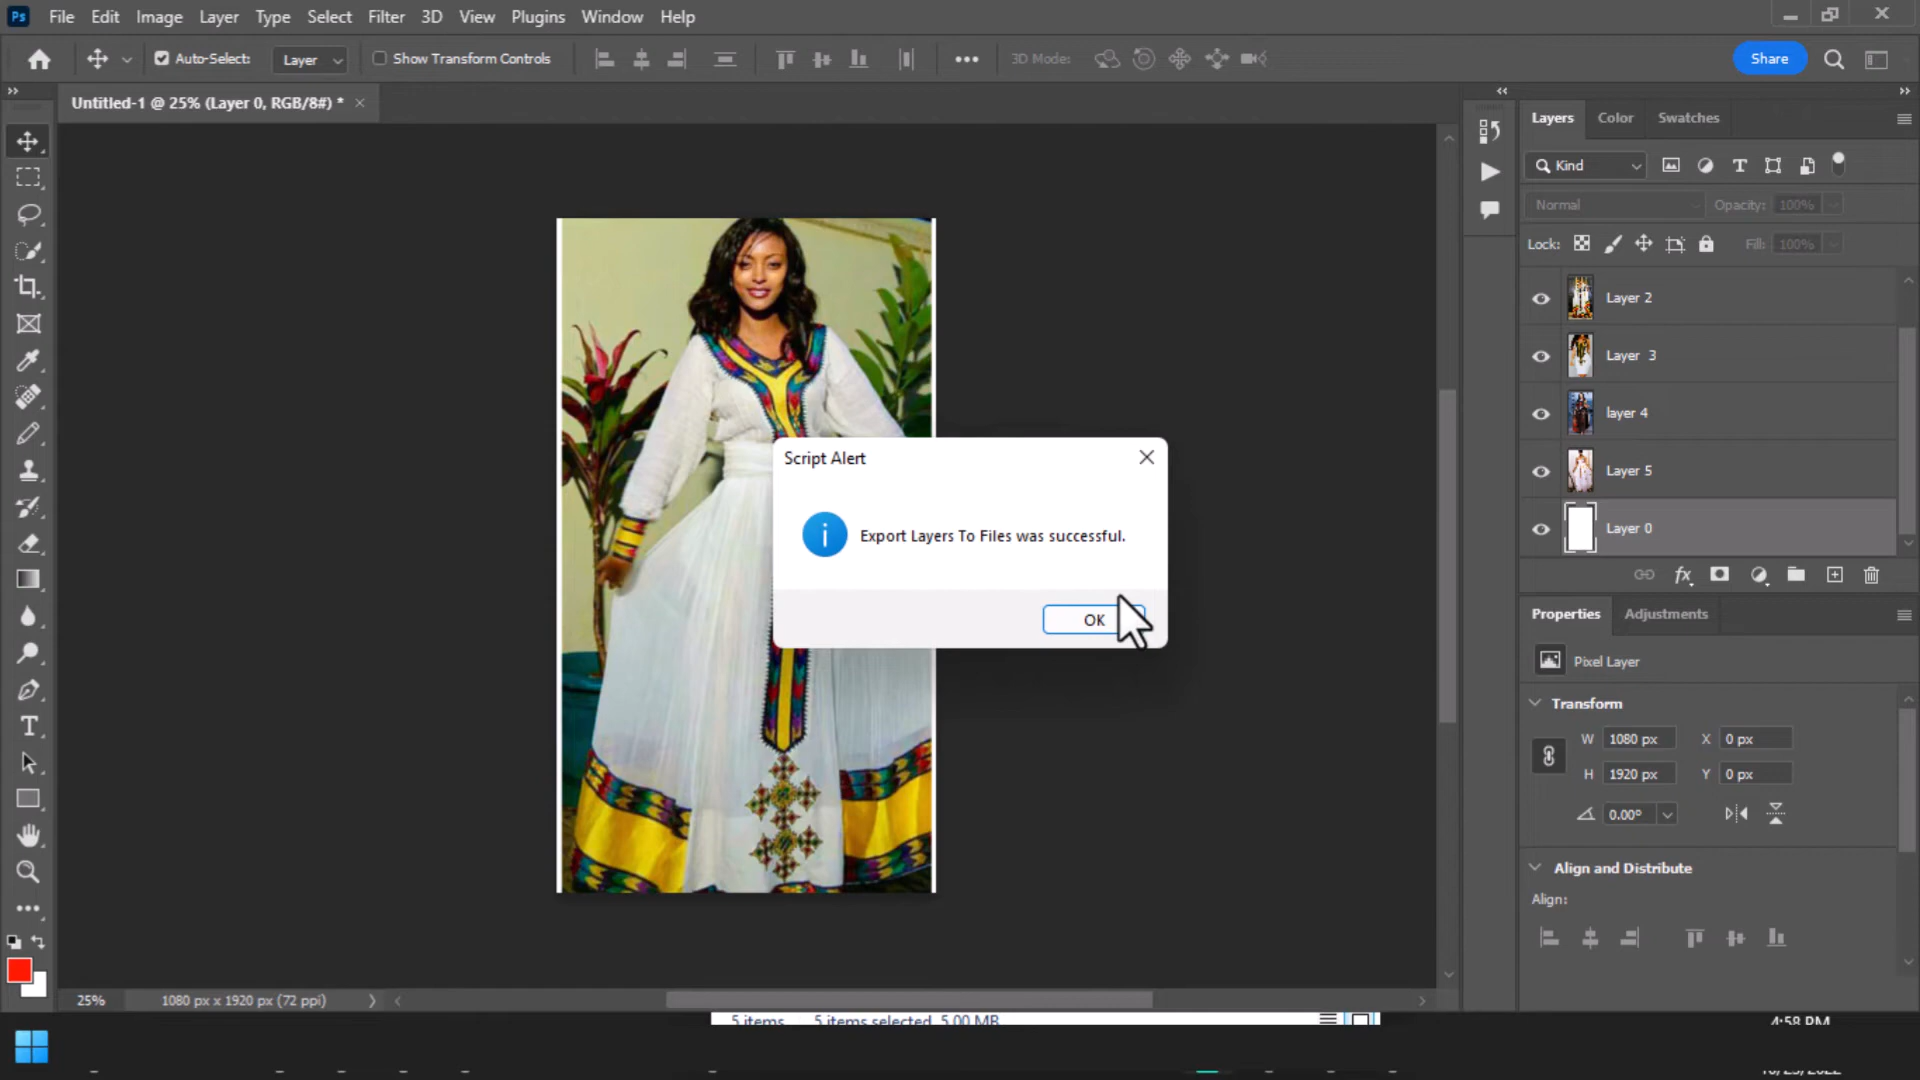 Ps File Edit Image Layer Type Select Filter 3D View Plugins Window Help
Auto-Select: Layer Show Transform Controls 3D Mode: Share
Untitled-1 @ 25% (Layer 0, RGB/8#) *
Layers Color Swatches
Kind
Normal Opacity: 100%
Lock: Fill: 100%
Layer 2
Layer 3
layer 4
Layer 5
Layer 0
Script Alert
Export Layers To Files was successful.
OK
Properties Adjustments
Pixel Layer
Transform
W 1080 px X 0 px
H 1920 px Y 0 px
0.00°
Align and Distribute
Align:
25% 1080 px x 1920 px (72 ppi)
5 items 5 items selected 5.00 MB
4:58 PM